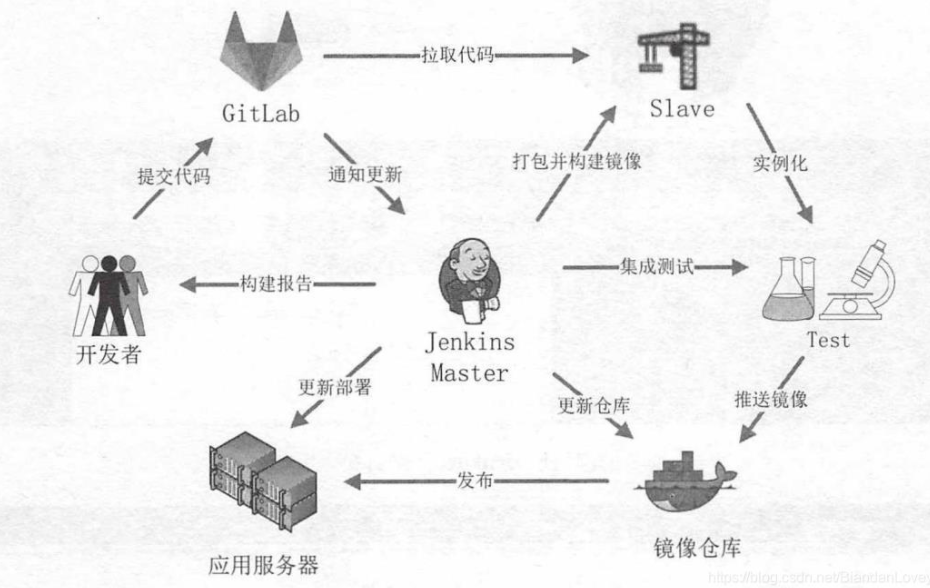 拉取代码
GitLab
Slave
提交代码
通知更新
打包并构建镜像
实例化
构建报告
集成测试
开发者
Jenkins
Master
Test
更新部署
更新仓库
推送镜像
发布
应用服务器
镜像仓库
https://blog.csdn.net/BiandanLovej